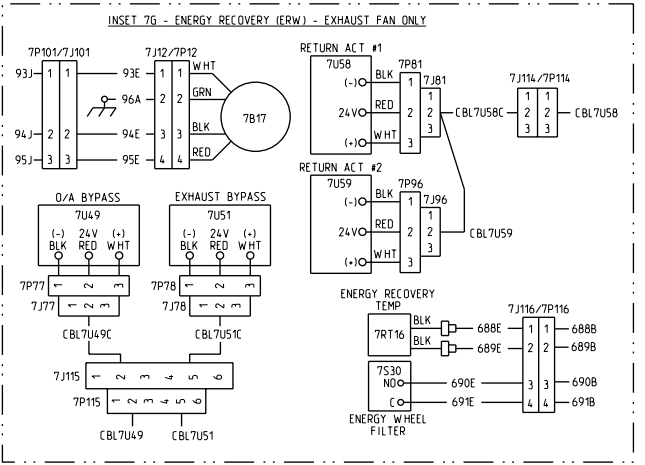 INSET 7G - ENERGY RECOVERY (ERW) - EXHAUST FAN ONLY
7P101/7J101
7J12/7P12
93J 1 1 93E 1 1 WHT
96A 2 2 GRN
7B17
94J 2 2 94E 3 3 BLK
95J 3 3 95E 4 4 RED
RETURN ACT #1
7U58 7P81
(-) BLK 1 7J81
24V RED 2
(+) WHT 3
1
2
3
CBL7U58C
7J114/7P114
1 1
2 2
3 3
CBL7U58
RETURN ACT #2
7U59 7P96
(-) BLK 1 7J96
24V RED 2
(+) WHT 3
1
2
3
CBL7U59
O/A BYPASS
7U49
(-) 24V (+)
BLK RED WHT
7P77 1 2 3
7J77 1 2 3
CBL7U49C
EXHAUST BYPASS
7U51
(-) 24V (+)
BLK RED WHT
7P78 1 2 3
7J78 1 2 3
CBL7U51C
7J115 1 2 3 4 5 6
7P115 1 2 3 4 5 6
CBL7U49 CBL7U51
ENERGY RECOVERY
TEMP
7RT16
BLK 688E
BLK 689E
7J116/7P116
1 1 688B
2 2 689B
3 3 690B
4 4 691B
7S30
NO 690E
C 691E
ENERGY WHEEL
FILTER